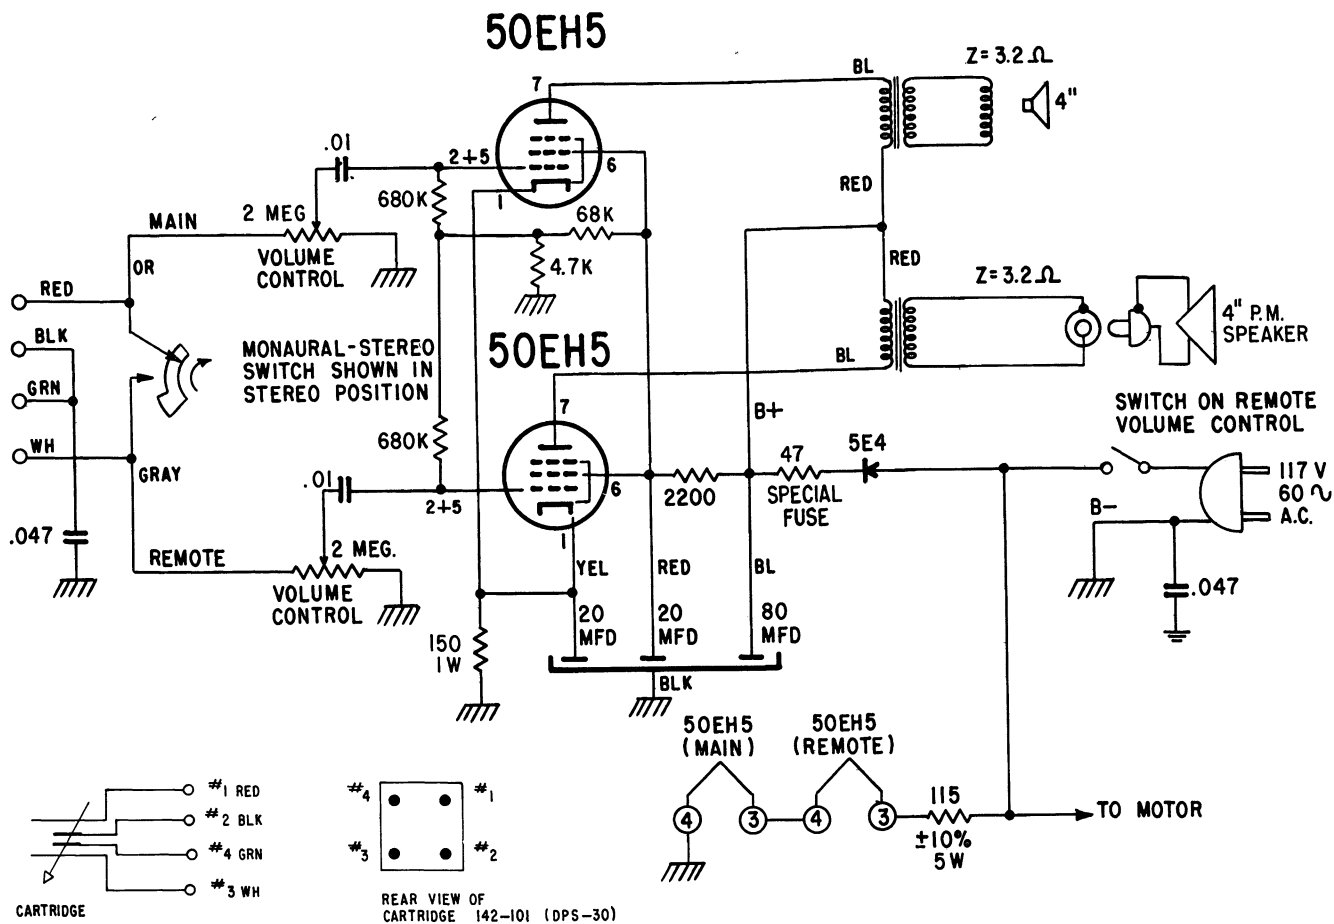 50EH5
Z=3.2Ω
BL
7
4"
.01
2+5
6
1
680K
RED
2 MEG
68K
MAIN
VOLUME
CONTROL
OR
4.7K
RED
Z=3.2Ω
RED
BLK
4" P.M.
SPEAKER
MONAURAL-STEREO
SWITCH SHOWN IN
STEREO POSITION
50EH5
BL
GRN
7
B+
SWITCH ON REMOTE
VOLUME CONTROL
WH
680K
5E4
47
GRAY
117 V
60 ∿
A.C.
.01
6
2200
SPECIAL
FUSE
2+5
B-
.047
1
REMOTE
2 MEG.
YEL
RED
BL
VOLUME
CONTROL
.047
20
MFD
20
MFD
80
MFD
150
1W
BLK
50EH5
(MAIN)
50EH5
(REMOTE)
#1 RED
#4
#1
115
TO MOTOR
#2 BLK
4
3
4
3
±10%
5W
#4 GRN
#3
#2
#3 WH
CARTRIDGE
REAR VIEW OF
CARTRIDGE 142-101 (DPS-30)